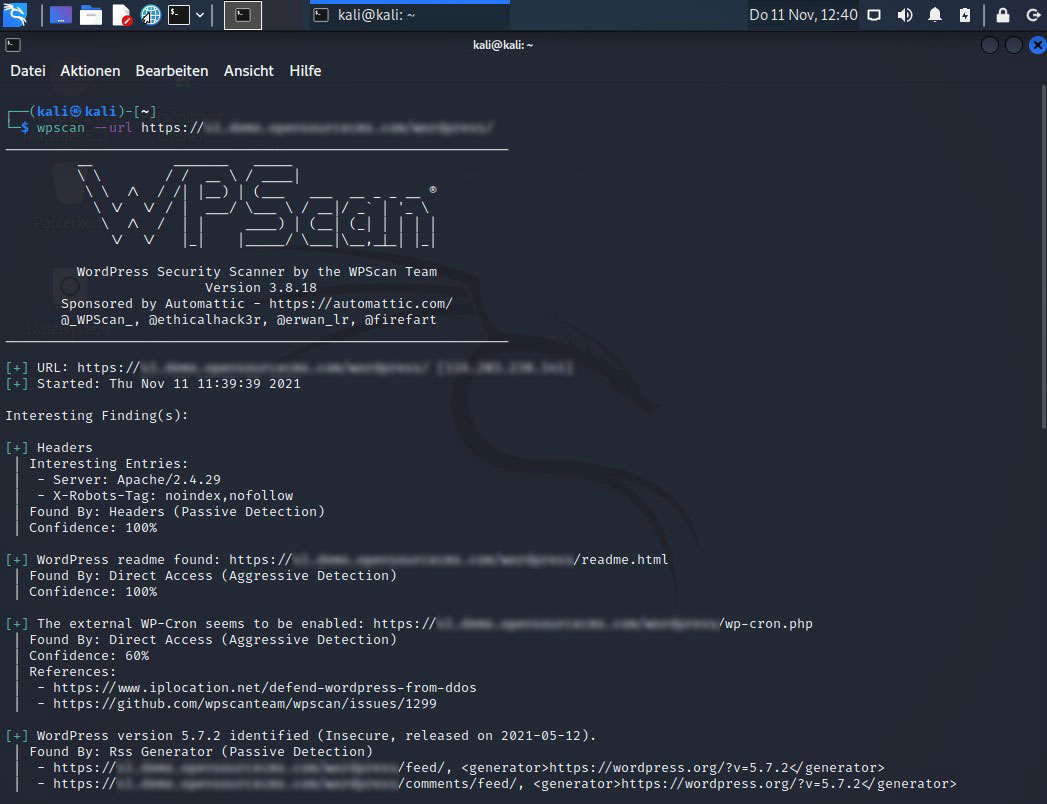 kali@kali: ~
Do 11 Nov, 12:40
kali@kali: ~
Datei Aktionen Bearbeiten Ansicht Hilfe
┌──(kali㉿kali)-[~]
└─$ wpscan --url https://
WPScan ®
WordPress Security Scanner by the WPScan Team
Version 3.8.18
Sponsored by Automattic - https://automattic.com/
@_WPScan_, @ethicalhack3r, @erwan_lr, @firefart
[+] URL: https://
[+] Started: Thu Nov 11 11:39:39 2021
Interesting Finding(s):
[+] Headers
| Interesting Entries:
|  - Server: Apache/2.4.29
|  - X-Robots-Tag: noindex,nofollow
| Found By: Headers (Passive Detection)
| Confidence: 100%
[+] WordPress readme found: https:///readme.html
| Found By: Direct Access (Aggressive Detection)
| Confidence: 100%
[+] The external WP-Cron seems to be enabled: https:///wp-cron.php
| Found By: Direct Access (Aggressive Detection)
| Confidence: 60%
| References:
|  - https://www.iplocation.net/defend-wordpress-from-ddos
|  - https://github.com/wpscanteam/wpscan/issues/1299
[+] WordPress version 5.7.2 identified (Insecure, released on 2021-05-12).
| Found By: Rss Generator (Passive Detection)
|  - https:///feed/, <generator>https://wordpress.org/?v=5.7.2</generator>
|  - https:///comments/feed/, <generator>https://wordpress.org/?v=5.7.2</generator>